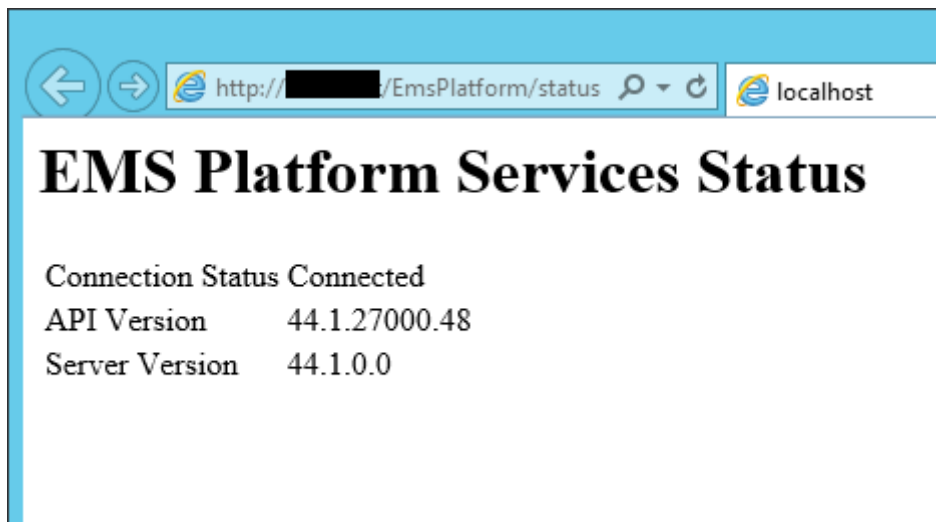 http://
/EmsPlatform/status
localhost
EMS Platform Services Status
Connection Status Connected
API Version 44.1.27000.48
Server Version 44.1.0.0